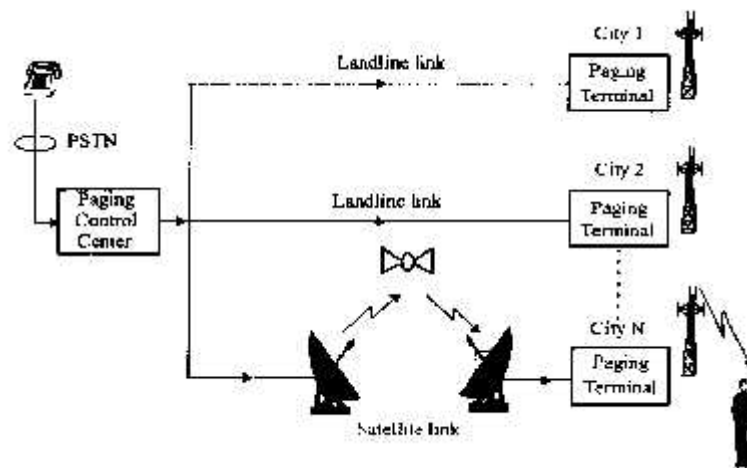 City 1
Landline link
Paging
Terminal
PSTN
City 2
Paging
Control
Center
Landline link
Paging
Terminal
City N
Paging
Terminal
Satellite link